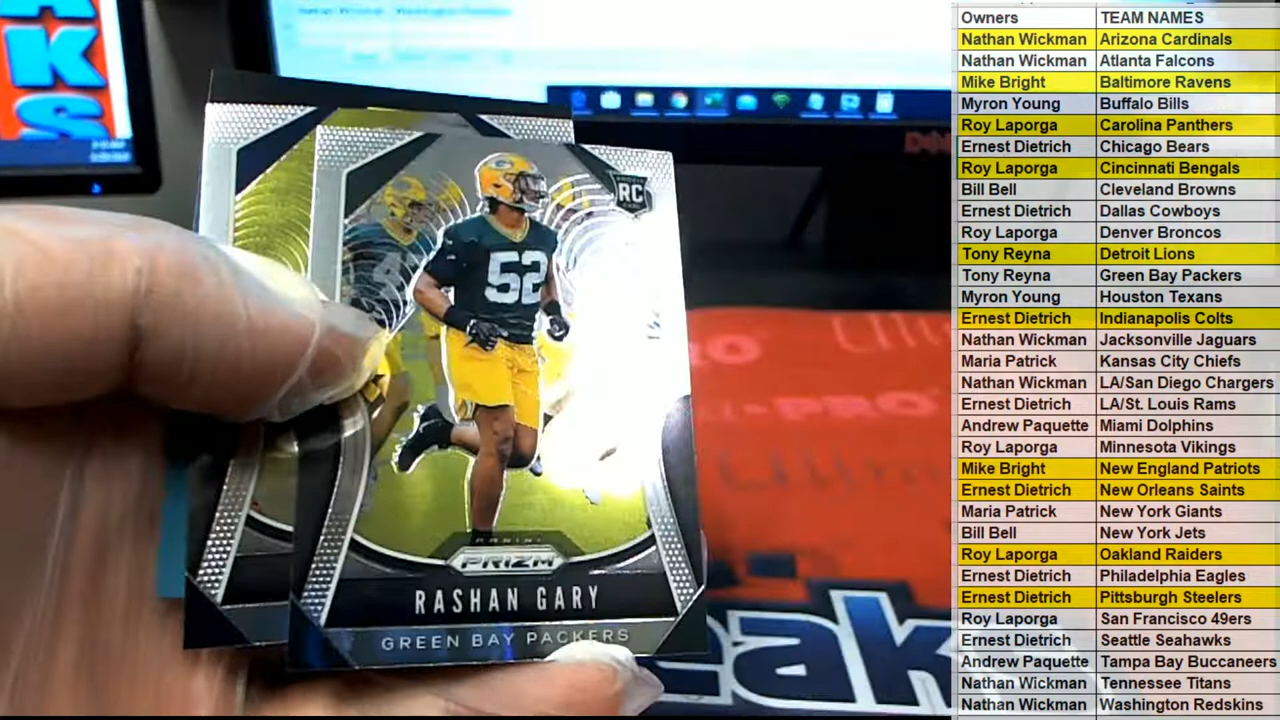 AKS
RC
52
PANINI
PRIZM
RASHAN GARY
GREEN BAY PACKERS
PRO
eak
Owners TEAM NAMES
Nathan Wickman Arizona Cardinals
Nathan Wickman Atlanta Falcons
Mike Bright Baltimore Ravens
Myron Young Buffalo Bills
Roy Laporga Carolina Panthers
Ernest Dietrich Chicago Bears
Roy Laporga Cincinnati Bengals
Bill Bell Cleveland Browns
Ernest Dietrich Dallas Cowboys
Roy Laporga Denver Broncos
Tony Reyna Detroit Lions
Tony Reyna Green Bay Packers
Myron Young Houston Texans
Ernest Dietrich Indianapolis Colts
Nathan Wickman Jacksonville Jaguars
Maria Patrick Kansas City Chiefs
Nathan Wickman LA/San Diego Chargers
Ernest Dietrich LA/St. Louis Rams
Andrew Paquette Miami Dolphins
Roy Laporga Minnesota Vikings
Mike Bright New England Patriots
Ernest Dietrich New Orleans Saints
Maria Patrick New York Giants
Bill Bell New York Jets
Roy Laporga Oakland Raiders
Ernest Dietrich Philadelphia Eagles
Ernest Dietrich Pittsburgh Steelers
Roy Laporga San Francisco 49ers
Ernest Dietrich Seattle Seahawks
Andrew Paquette Tampa Bay Buccaneers
Nathan Wickman Tennessee Titans
Nathan Wickman Washington Redskins